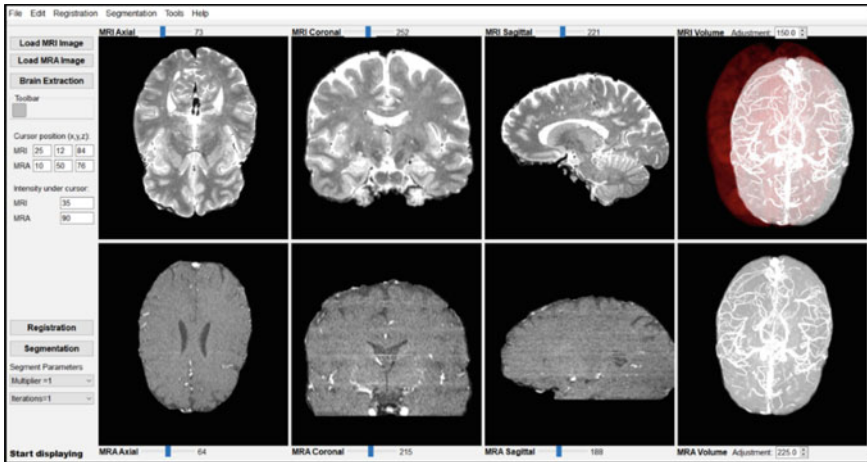 File Edit Registration Segmentation Tools Help
MRI Axial 73 MRI Coronal 252 MRI Sagittal 221 MRI Volume Adjustment: 150.0
Load MRI Image
Load MRA Image
Brain Extraction
Toolbar
Cursor position (x,y,z):
MRI 25 12 84
MRA 10 50 76
Intensity under cursor:
MRI 35
MRA 90
Registration
Segmentation
Segment Parameters
Multiplier =1
Iterations=1
Start displaying MRA Axial 64 MRA Coronal 215 MRA Sagittal 188 MRA Volume Adjustment: 225.0